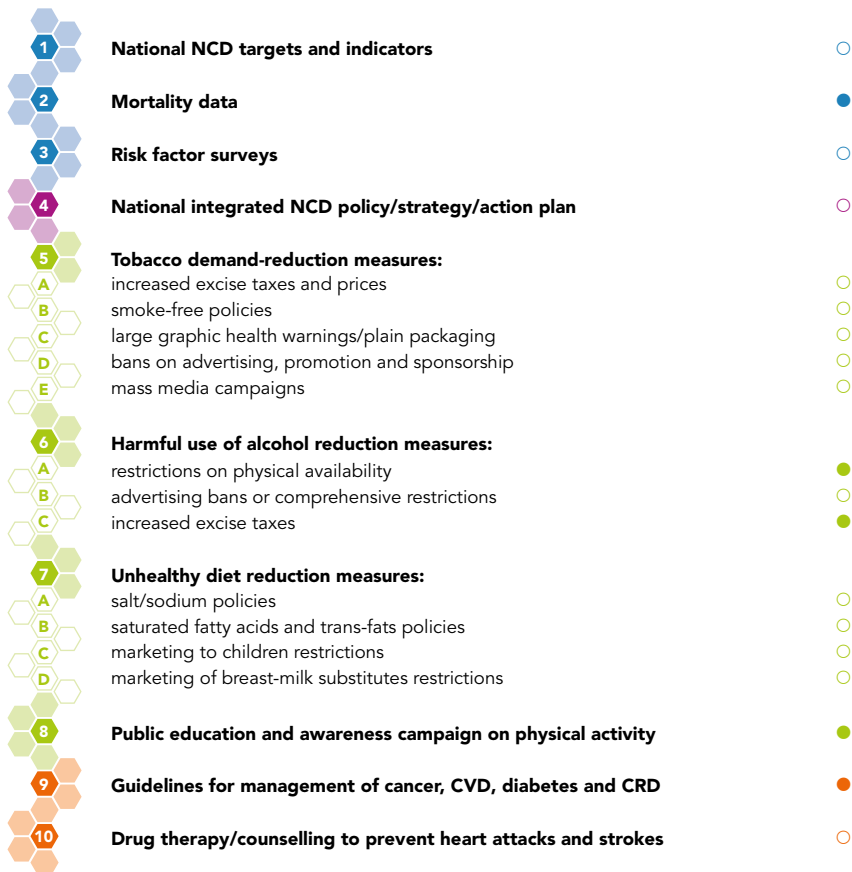 1 National NCD targets and indicators
2 Mortality data
3 Risk factor surveys
4 National integrated NCD policy/strategy/action plan
5 Tobacco demand-reduction measures:
A increased excise taxes and prices
B smoke-free policies
C large graphic health warnings/plain packaging
D bans on advertising, promotion and sponsorship
E mass media campaigns
6 Harmful use of alcohol reduction measures:
A restrictions on physical availability
B advertising bans or comprehensive restrictions
C increased excise taxes
7 Unhealthy diet reduction measures:
A salt/sodium policies
B saturated fatty acids and trans-fats policies
C marketing to children restrictions
D marketing of breast-milk substitutes restrictions
8 Public education and awareness campaign on physical activity
9 Guidelines for management of cancer, CVD, diabetes and CRD
10 Drug therapy/counselling to prevent heart attacks and strokes